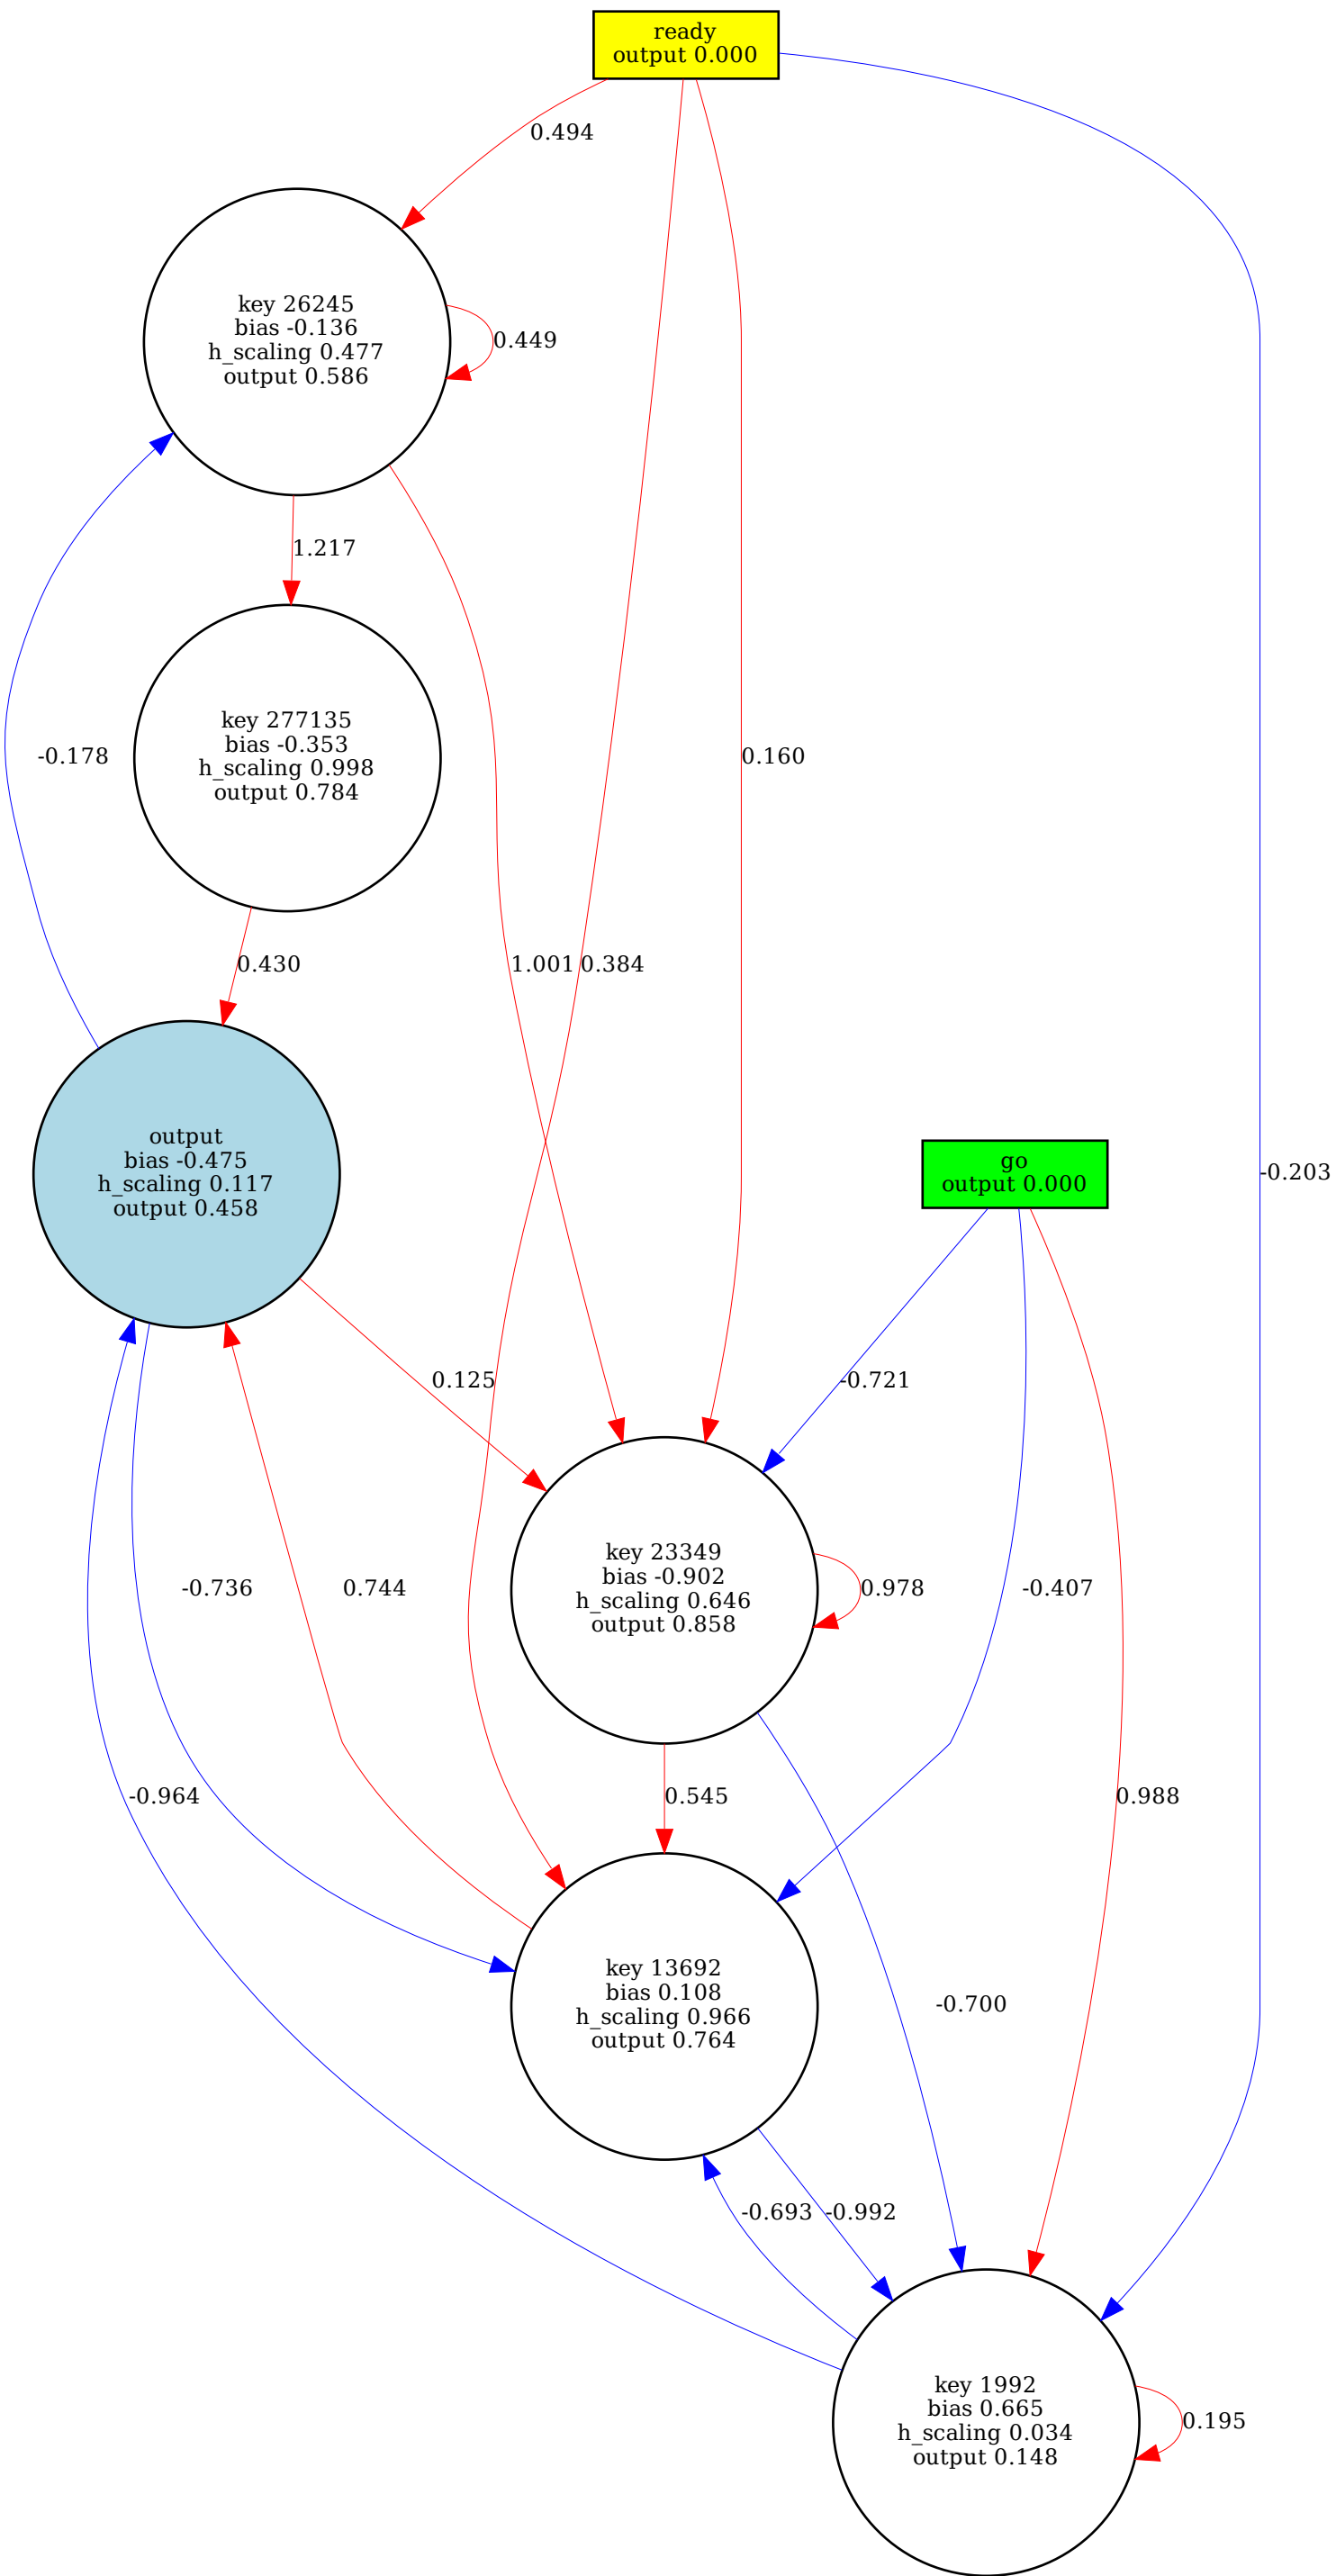 ready
output 0.000
0.494
key 26245
bias -0.136
h_scaling 0.477
output 0.586
0.449
1.217
key 277135
bias -0.353
h_scaling 0.998
output 0.784
-0.178
0.160
0.430
1.001
0.384
output
bias -0.475
h_scaling 0.117
output 0.458
go
output 0.000
-0.203
0.125
-0.721
key 23349
bias -0.902
h_scaling 0.646
output 0.858
-0.736
0.744
0.978
-0.407
-0.964
0.545
0.988
key 13692
bias 0.108
h_scaling 0.966
output 0.764
-0.700
-0.693
-0.992
key 1992
bias 0.665
h_scaling 0.034
output 0.148
0.195